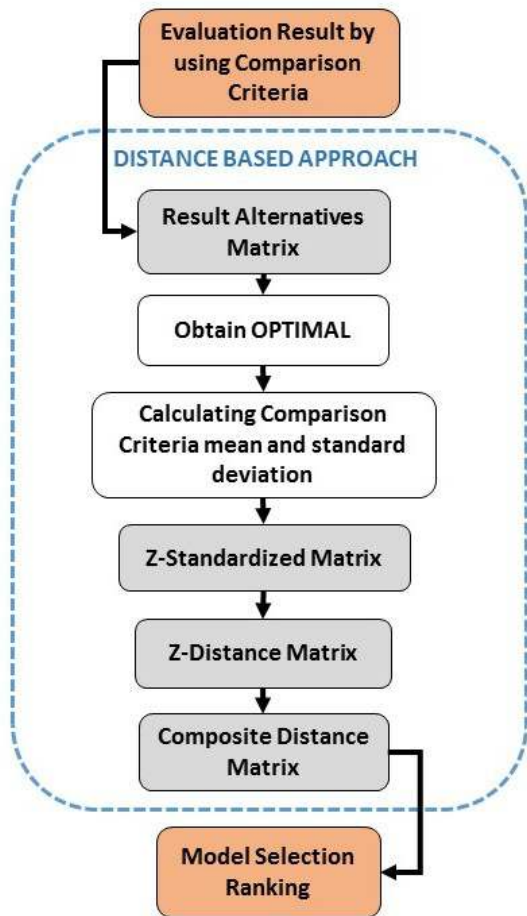 Evaluation Result by
using Comparison
Criteria
DISTANCE BASED APPROACH
Result Alternatives
Matrix
Obtain OPTIMAL
Calculating Comparison
Criteria mean and standard
deviation
Z-Standardized Matrix
Z-Distance Matrix
Composite Distance
Matrix
Model Selection
Ranking